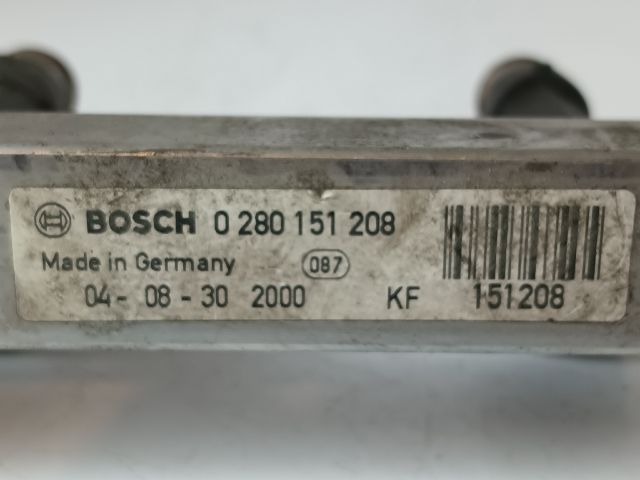 BOSCH 0 280 151 208
Made in Germany 087
04- 08 - 30 2000 KF 151208